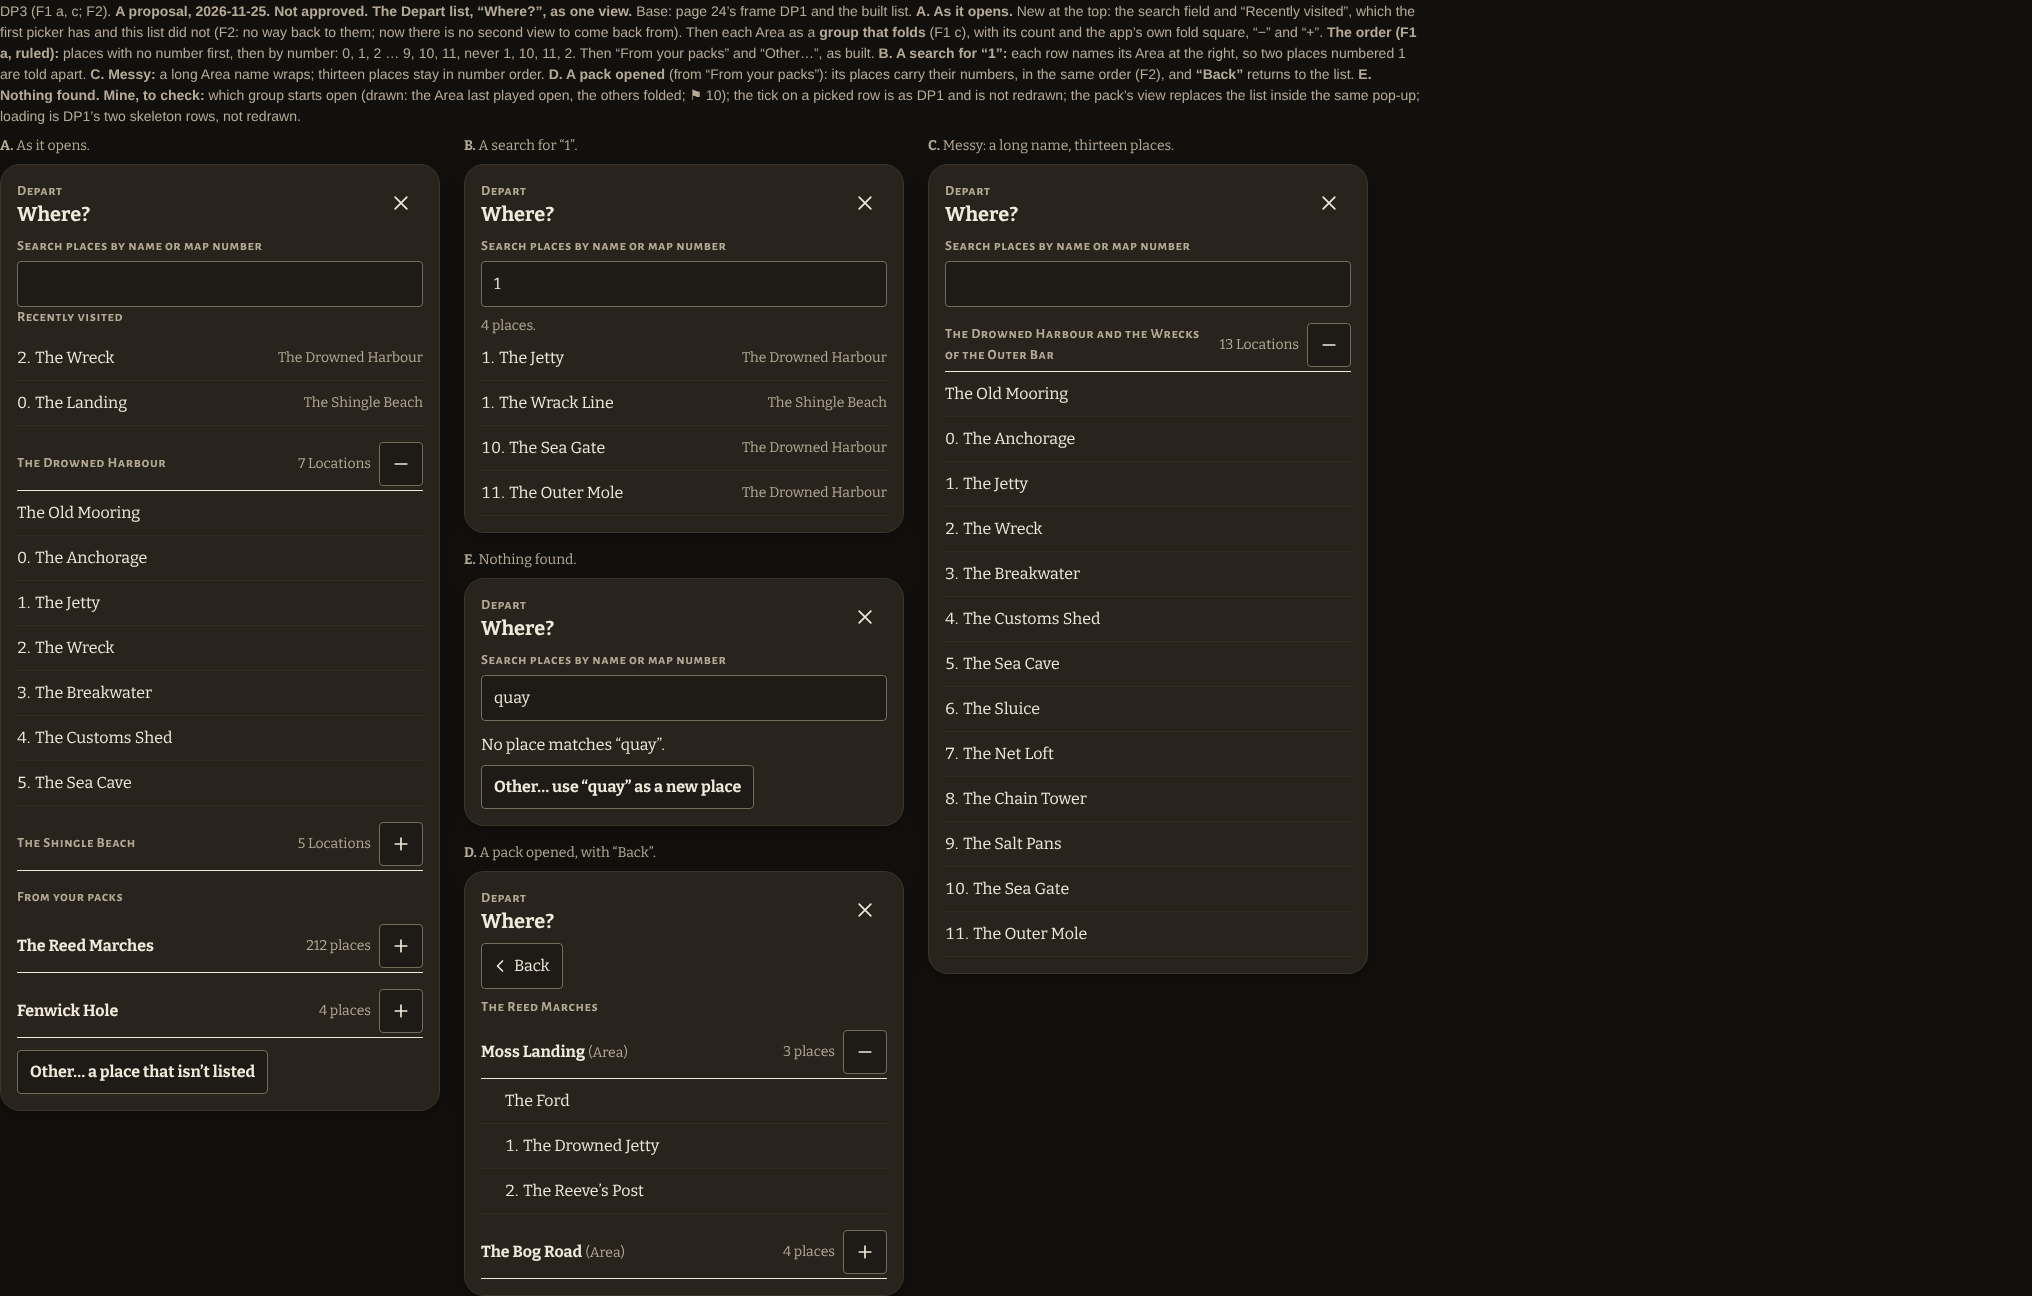 DP3 (F1 a, c; F2). A proposal, 2026-11-25. Not approved. The Depart list, “Where?”, as one view. Base: page 24’s frame DP1 and the built list. A. As it opens. New at the top: the search field and “Recently visited”, which the
first picker has and this list did not (F2: no way back to them; now there is no second view to come back from). Then each Area as a group that folds (F1 c), with its count and the app’s own fold square, “−” and “+”. The order (F1
a, ruled): places with no number first, then by number: 0, 1, 2 … 9, 10, 11, never 1, 10, 11, 2. Then “From your packs” and “Other…”, as built. B. A search for “1”: each row names its Area at the right, so two places numbered 1
are told apart. C. Messy: a long Area name wraps; thirteen places stay in number order. D. A pack opened (from “From your packs”): its places carry their numbers, in the same order (F2), and “Back” returns to the list. E.
Nothing found. Mine, to check: which group starts open (drawn: the Area last played open, the others folded; ⚑ 10); the tick on a picked row is as DP1 and is not redrawn; the pack’s view replaces the list inside the same pop-up;
loading is DP1’s two skeleton rows, not redrawn.
A. As it opens.
Depart
Where?
Search places by name or map number
Recently visited
2. The Wreck The Drowned Harbour
0. The Landing The Shingle Beach
The Drowned Harbour 7 Locations −
The Old Mooring
0. The Anchorage
1. The Jetty
2. The Wreck
3. The Breakwater
4. The Customs Shed
5. The Sea Cave
The Shingle Beach 5 Locations +
From your packs
The Reed Marches 212 places +
Fenwick Hole 4 places +
Other… a place that isn’t listed
B. A search for “1”.
Depart
Where?
Search places by name or map number
1
4 places.
1. The Jetty The Drowned Harbour
1. The Wrack Line The Shingle Beach
10. The Sea Gate The Drowned Harbour
11. The Outer Mole The Drowned Harbour
E. Nothing found.
Depart
Where?
Search places by name or map number
quay
No place matches “quay”.
Other… use “quay” as a new place
D. A pack opened, with “Back”.
Depart
Where?
Back
The Reed Marches
Moss Landing (Area) 3 places −
The Ford
1. The Drowned Jetty
2. The Reeve’s Post
The Bog Road (Area) 4 places +
C. Messy: a long name, thirteen places.
Depart
Where?
Search places by name or map number
The Drowned Harbour and the Wrecks
of the Outer Bar 13 Locations −
The Old Mooring
0. The Anchorage
1. The Jetty
2. The Wreck
3. The Breakwater
4. The Customs Shed
5. The Sea Cave
6. The Sluice
7. The Net Loft
8. The Chain Tower
9. The Salt Pans
10. The Sea Gate
11. The Outer Mole